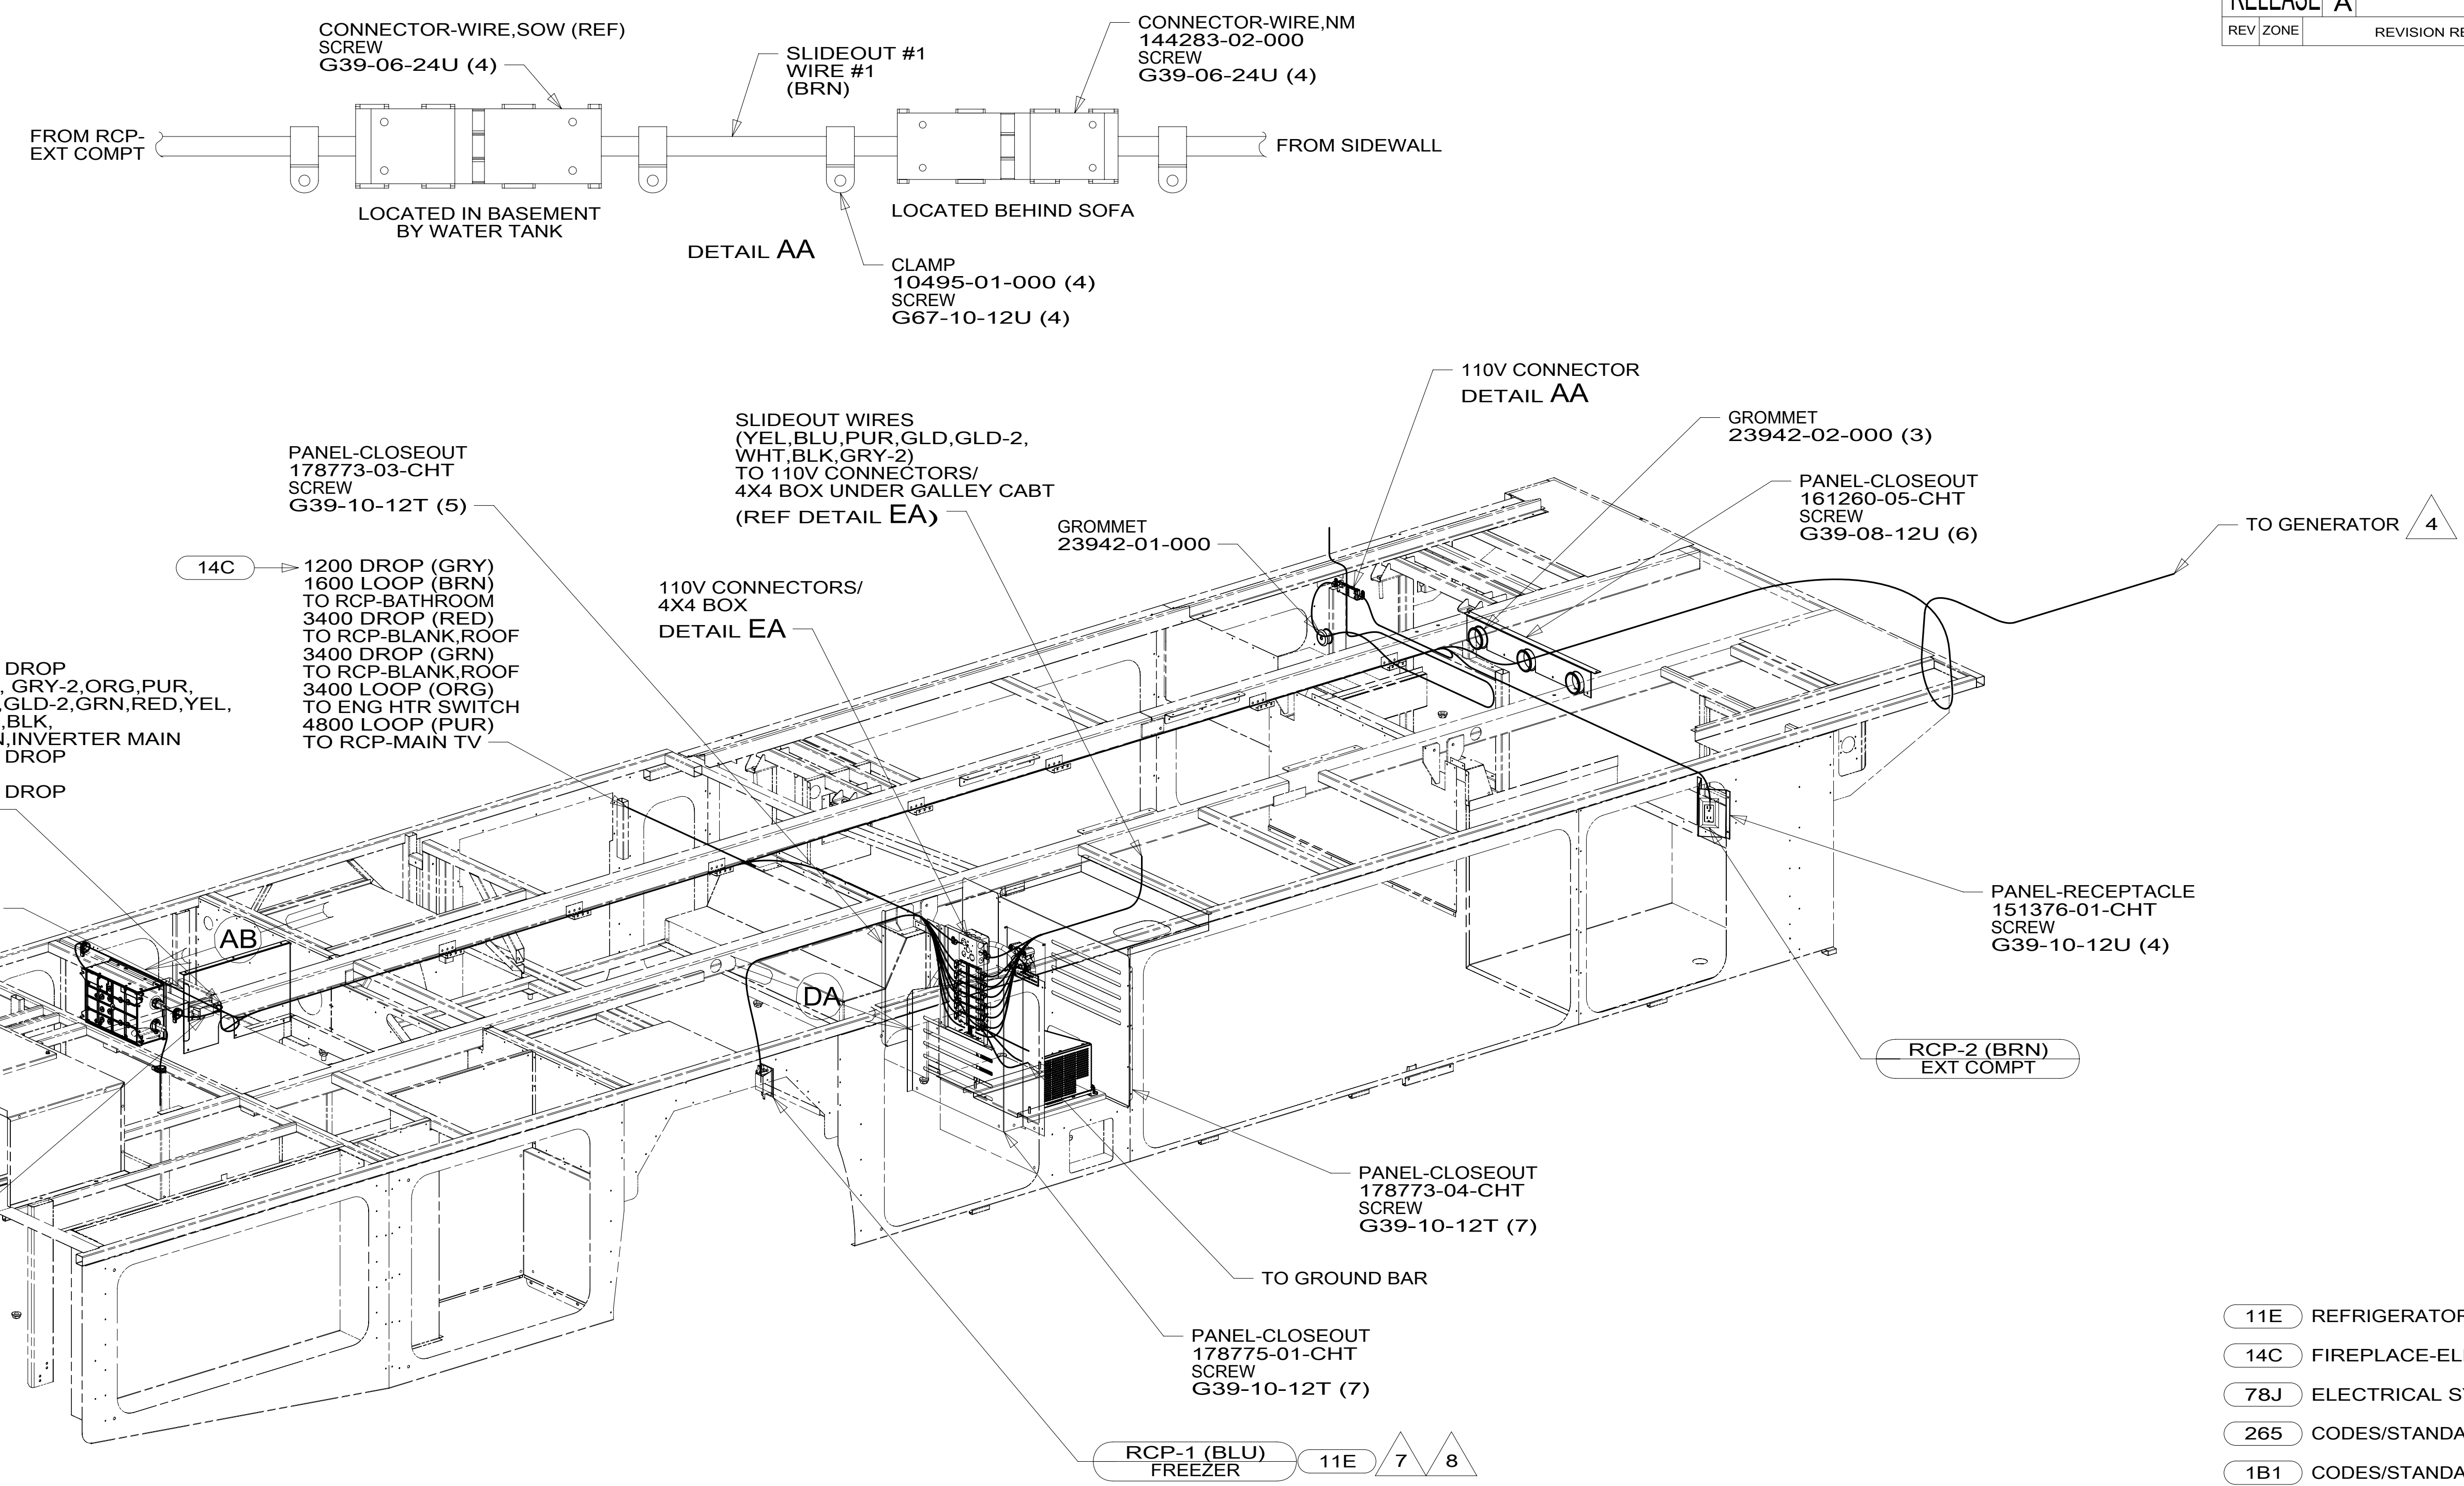 RELEASE A
REV ZONE REVISION RE
CONNECTOR-WIRE,SOW (REF)
SCREW
G39-06-24U (4)
SLIDEOUT #1
WIRE #1
(BRN)
CONNECTOR-WIRE,NM
144283-02-000
SCREW
G39-06-24U (4)
FROM RCP-
EXT COMPT
FROM SIDEWALL
LOCATED IN BASEMENT
BY WATER TANK
LOCATED BEHIND SOFA
DETAIL AA
CLAMP
10495-01-000 (4)
SCREW
G67-10-12U (4)
110V CONNECTOR
DETAIL AA
GROMMET
23942-02-000 (3)
PANEL-CLOSEOUT
161260-05-CHT
SCREW
G39-08-12U (6)
TO GENERATOR 4
SLIDEOUT WIRES
(YEL,BLU,PUR,GLD,GLD-2,
WHT,BLK,GRY-2)
TO 110V CONNECTORS/
4X4 BOX UNDER GALLEY CABT
(REF DETAIL EA)
PANEL-CLOSEOUT
178773-03-CHT
SCREW
G39-10-12T (5)
GROMMET
23942-01-000
14C
1200 DROP (GRY)
1600 LOOP (BRN)
TO RCP-BATHROOM
3400 DROP (RED)
TO RCP-BLANK,ROOF
3400 DROP (GRN)
TO RCP-BLANK,ROOF
3400 LOOP (ORG)
TO ENG HTR SWITCH
4800 LOOP (PUR)
TO RCP-MAIN TV
110V CONNECTORS/
4X4 BOX
DETAIL EA
DROP
, GRY-2,ORG,PUR,
,GLD-2,GRN,RED,YEL,
,BLK,
N,INVERTER MAIN
DROP
DROP
AB
DA
PANEL-RECEPTACLE
151376-01-CHT
SCREW
G39-10-12U (4)
RCP-2 (BRN)
EXT COMPT
PANEL-CLOSEOUT
178773-04-CHT
SCREW
G39-10-12T (7)
TO GROUND BAR
PANEL-CLOSEOUT
178775-01-CHT
SCREW
G39-10-12T (7)
RCP-1 (BLU)
FREEZER
11E 7 8
11E REFRIGERATOR
14C FIREPLACE-EL
78J ELECTRICAL S
265 CODES/STANDA
1B1 CODES/STANDA